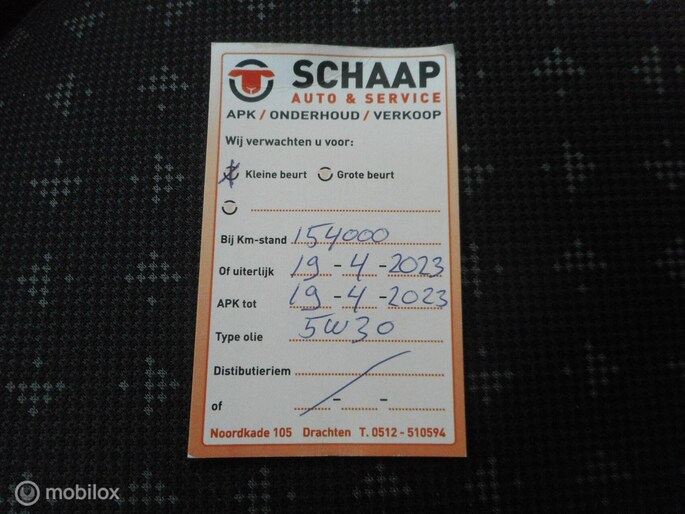 SCHAAP
AUTO & SERVICE
APK / ONDERHOUD / VERKOOP
Wij verwachten u voor:
Kleine beurt Grote beurt
Bij Km-stand 154000
Of uiterlijk 19-4-2023
APK tot 19-4-2023
Type olie 5W30
Distributieriem
of - -
Noordkade 105 Drachten T. 0512 - 510594
mobilox